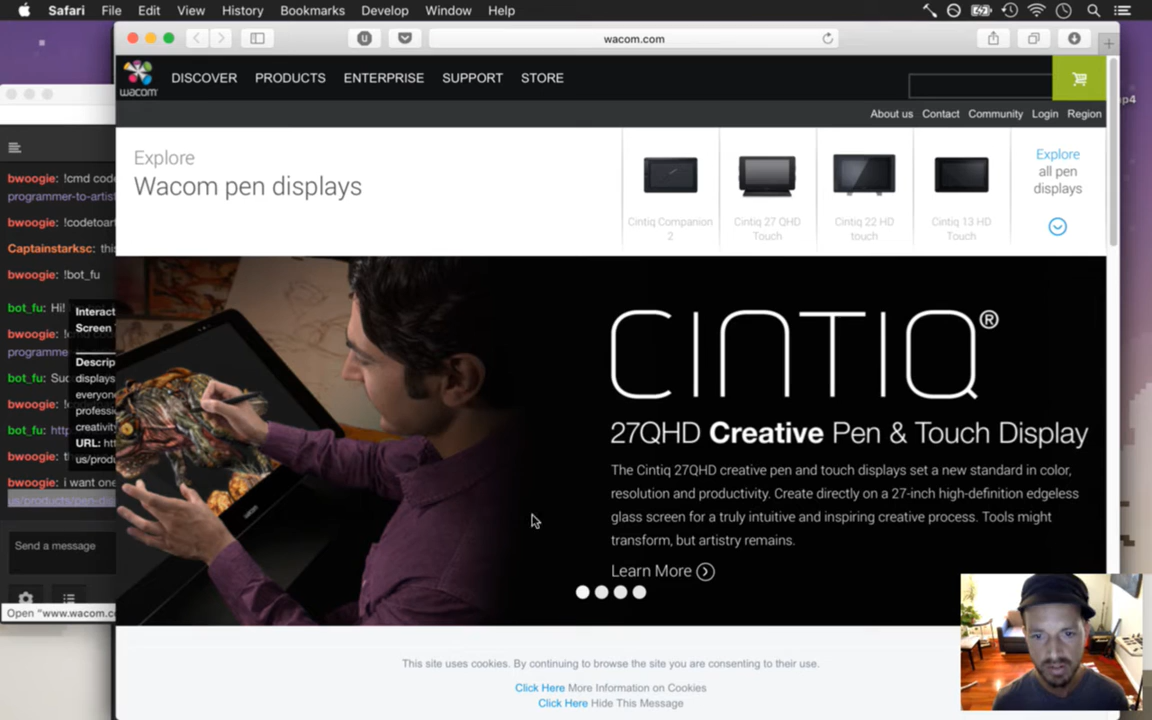 Safari File Edit View History Bookmarks Develop Window Help
wacom.com
wacom
DISCOVER PRODUCTS ENTERPRISE SUPPORT STORE
About us Contact Community Login Region
Explore
Wacom pen displays
Cintiq Companion
2
Cintiq 27 QHD
Touch
Cintiq 22 HD
touch
Cintiq 13 HD
Touch
Explore
all pen
displays
p4
bwoogie: !cmd code
programmer-to-artis
bwoogie: !codetoar
Captainstarksc: thi
bwoogie: !bot_fu
bot_fu: Hi!
bwoogie:
programme
bot_fu: Suc
bwoogie:
bot_fu: http
bwoogie: t
bwoogie: i want one
us/products/pen-dis
Interact
Screen
Descrip
displays
everyon
professi
creativity
URL: htt
us/produ
Send a message
Open "www.wacom.c
CINTIQ®
27QHD Creative Pen & Touch Display
The Cintiq 27QHD creative pen and touch displays set a new standard in color,
resolution and productivity. Create directly on a 27-inch high-definition edgeless
glass screen for a truly intuitive and inspiring creative process. Tools might
transform, but artistry remains.
Learn More
This site uses cookies. By continuing to browse the site you are consenting to their use.
Click Here More Information on Cookies
Click Here Hide This Message